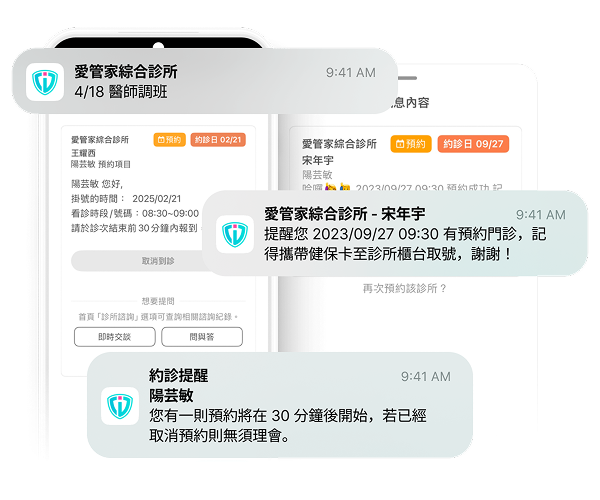 愛管家綜合診所
9:41 AM
4/18 醫師調班
息內容
愛管家綜合診所
預約
約診日 02/21
王耀西
陽芸敏 預約項目
陽芸敏 您好,
掛號的時間： 2025/02/21
看診時段/號碼：08:30~09:00
請於診次結束前30分鐘內報到
取消到診
想要提問
首頁「診所諮詢」選項可查詢相關諮詢紀錄。
即時交談
問與答
愛管家綜合診所
預約
約診日 09/27
宋年宇
陽芸敏
哈囉 2023/09/27 09:30 預約成功 記
愛管家綜合診所 - 宋年宇
9:41 AM
提醒您 2023/09/27 09:30 有預約門診，記
得攜帶健保卡至診所櫃台取號，謝謝！
再次預約該診所？
約診提醒
9:41 AM
陽芸敏
您有一則預約將在 30 分鐘後開始，若已經
取消預約則無須理會。